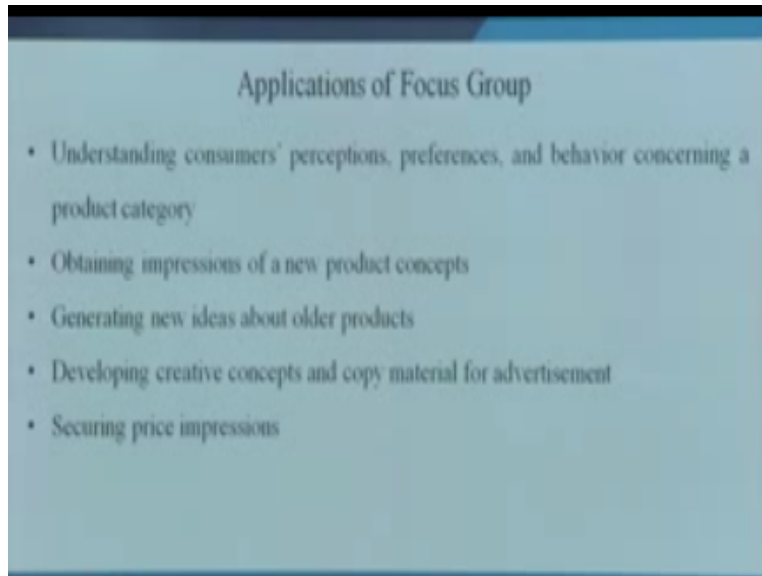 Applications of Focus Group
• Understanding consumers' perceptions, preferences, and behavior concerning a
product category
• Obtaining impressions of a new product concepts
• Generating new ideas about older products
• Developing creative concepts and copy material for advertisement
• Securing price impressions